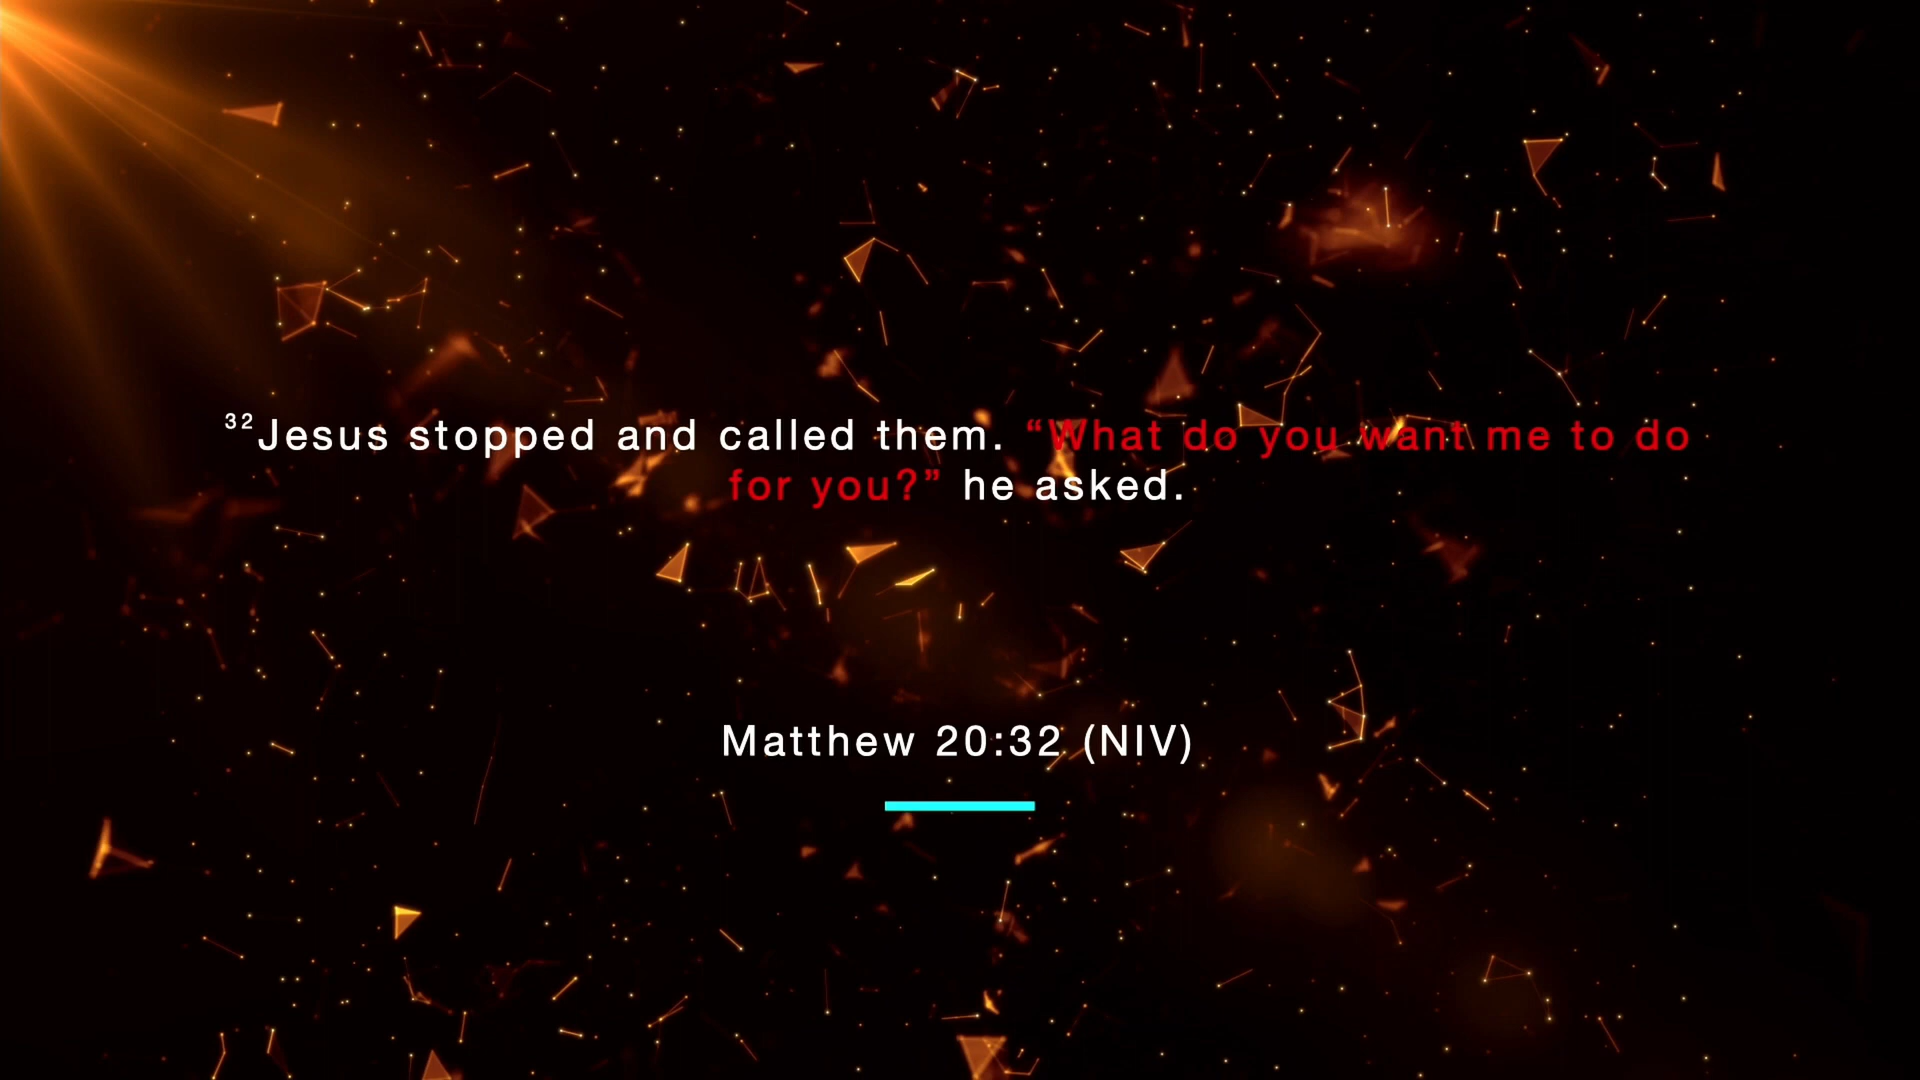 32Jesus stopped and called them. “What do you want me to do
for you?” he asked.
Matthew 20:32 (NIV)